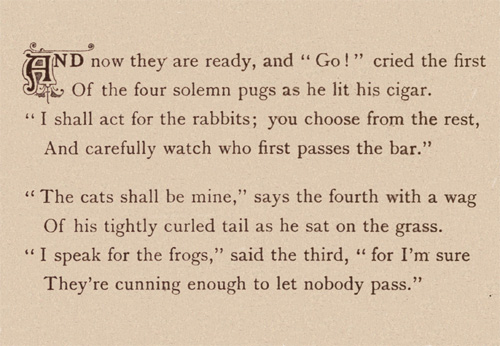 AND now they are ready, and “ Go ! ” cried the first
Of the four solemn pugs as he lit his cigar.
“ I shall act for the rabbits; you choose from the rest,
And carefully watch who first passes the bar.”
“ The cats shall be mine,” says the fourth with a wag
Of his tightly curled tail as he sat on the grass.
“ I speak for the frogs,” said the third, “ for I’m sure
They’re cunning enough to let nobody pass.”